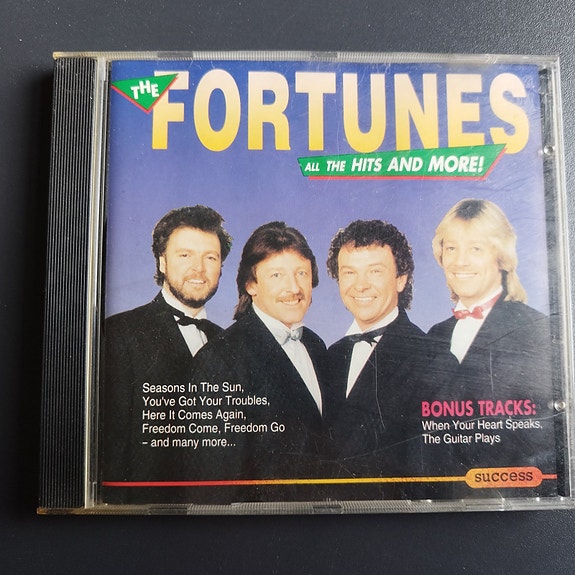 THE
FORTUNES
ALL THE HITS AND MORE!
Seasons In The Sun,
You've Got Your Troubles,
Here It Comes Again,
Freedom Come, Freedom Go
– and many more...
BONUS TRACKS:
When Your Heart Speaks,
The Guitar Plays
success